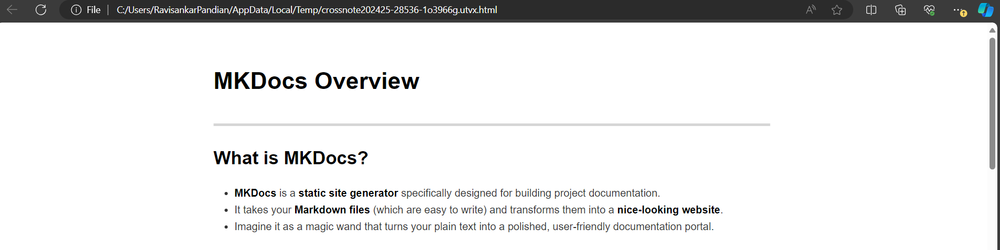 File | C:/Users/RavisankarPandian/AppData/Local/Temp/crossnote202425-28536-1o3966g.utvx.html
MKDocs Overview
What is MKDocs?
• MKDocs is a static site generator specifically designed for building project documentation.
• It takes your Markdown files (which are easy to write) and transforms them into a nice-looking website.
• Imagine it as a magic wand that turns your plain text into a polished, user-friendly documentation portal.